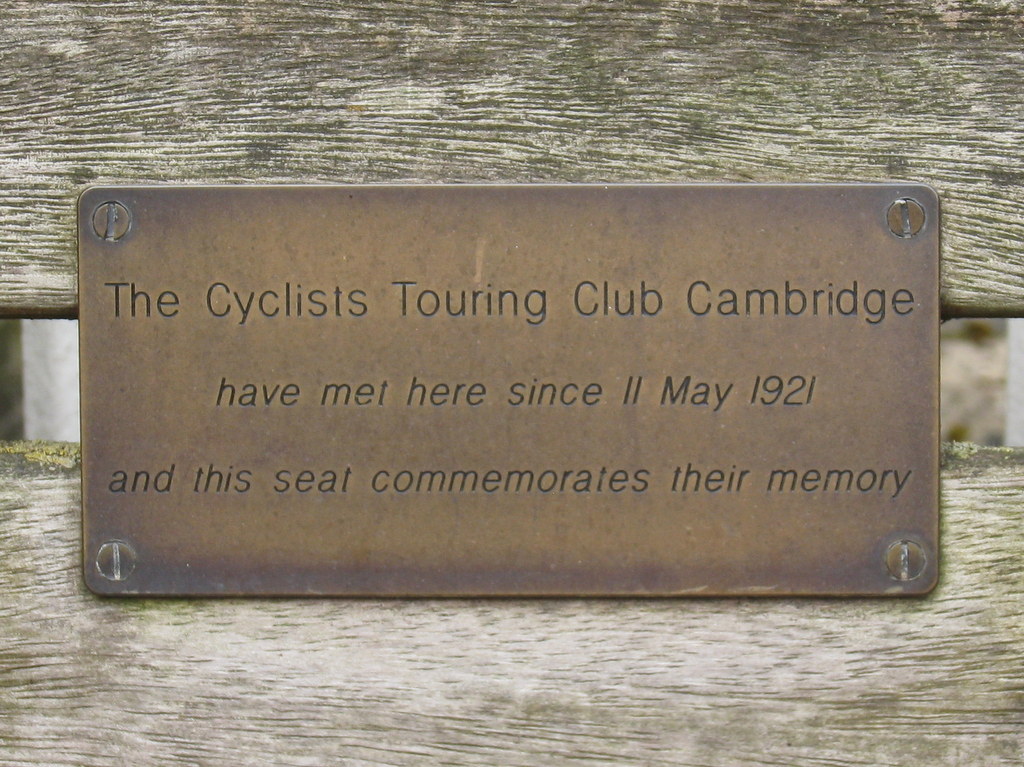 The Cyclists Touring Club Cambridge
have met here since 11 May 1921
and this seat commemorates their memory